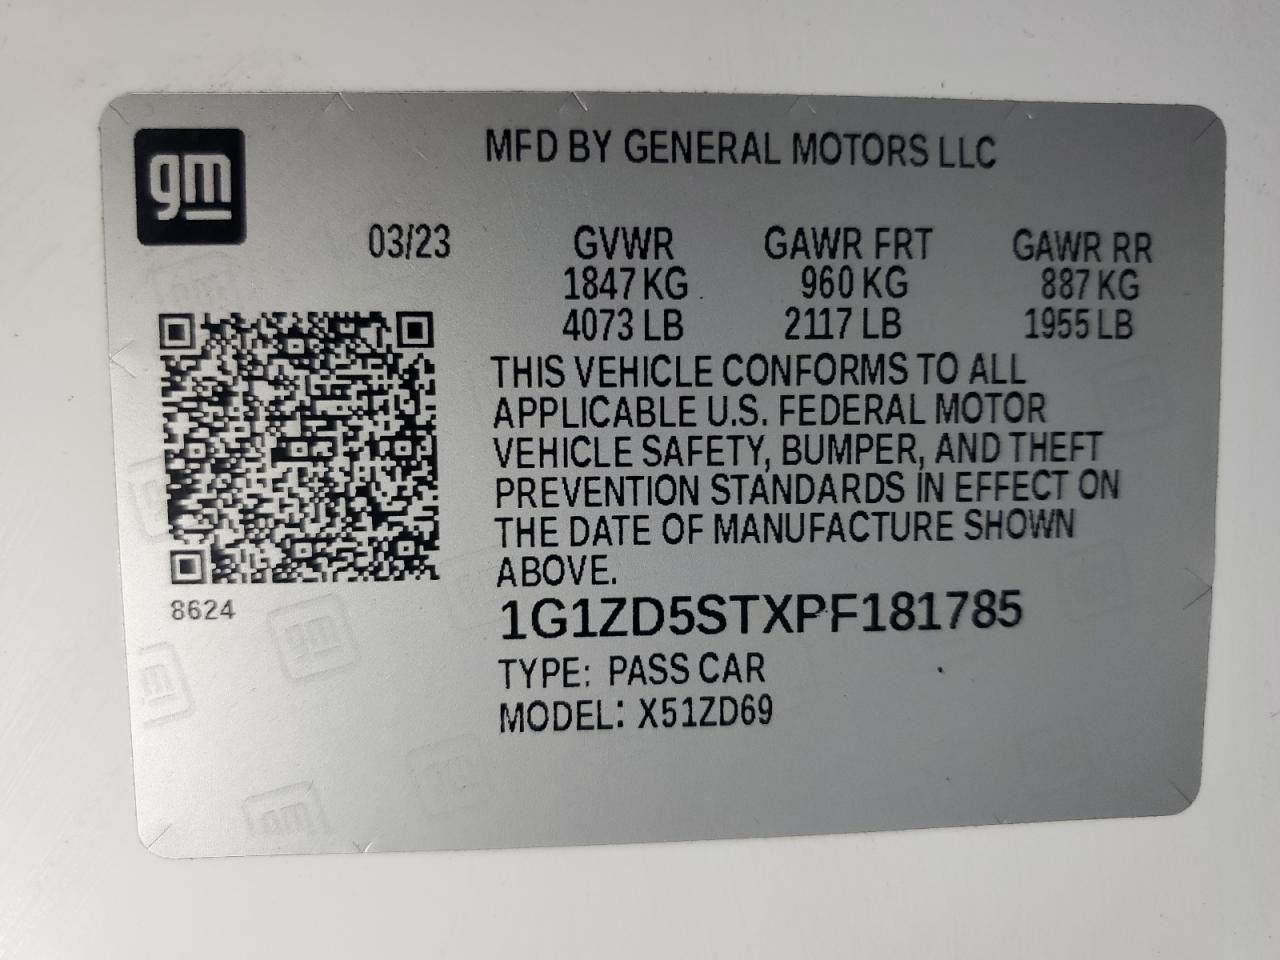 gm
MFD BY GENERAL MOTORS LLC
03/23 GVWR GAWR FRT GAWR RR
1847 KG 960 KG 887 KG
4073 LB 2117 LB 1955 LB
THIS VEHICLE CONFORMS TO ALL
APPLICABLE U.S. FEDERAL MOTOR
VEHICLE SAFETY, BUMPER, AND THEFT
PREVENTION STANDARDS IN EFFECT ON
THE DATE OF MANUFACTURE SHOWN
ABOVE.
8624
1G1ZD5STXPF181785
TYPE: PASS CAR
MODEL: X51ZD69